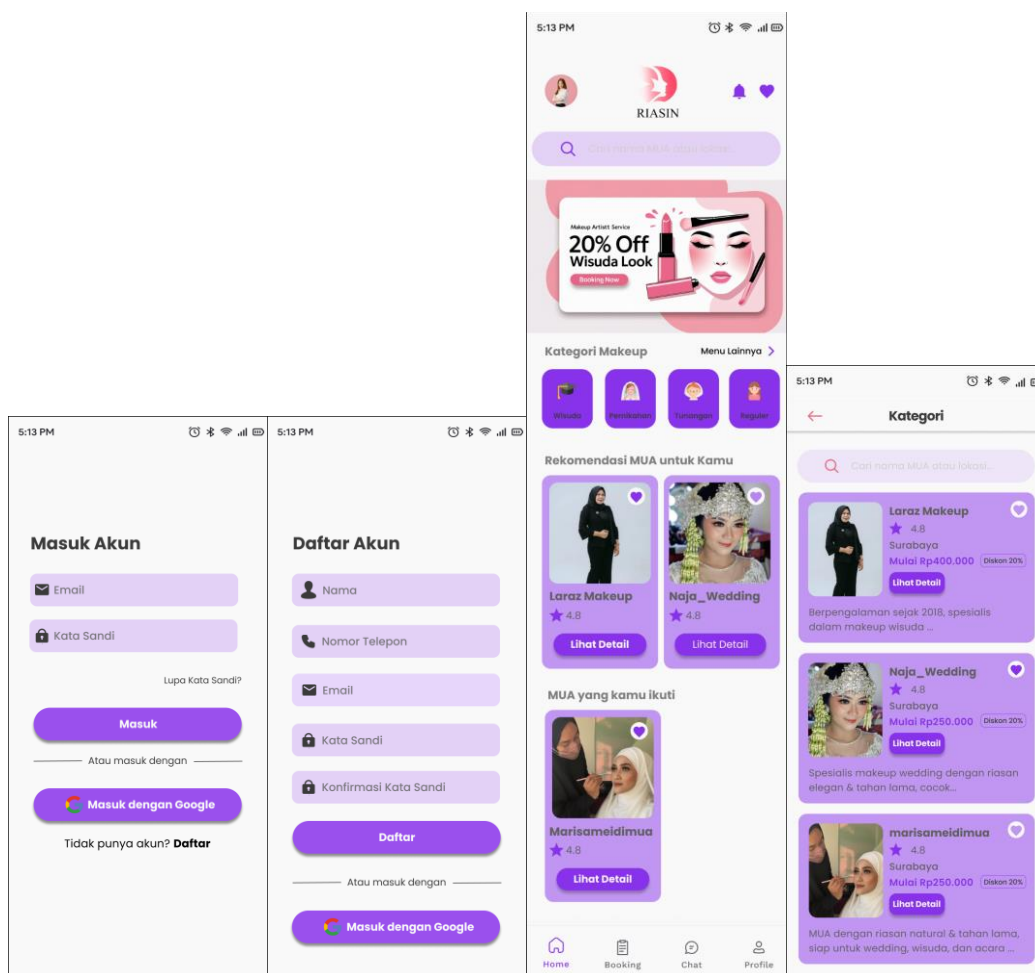 5:13 PM
Masuk Akun
Email
Kata Sandi
Lupa Kata Sandi?
Masuk
Atau masuk dengan
Masuk dengan Google
Tidak punya akun? Daftar
5:13 PM
Daftar Akun
Nama
Nomor Telepon
Email
Kata Sandi
Konfirmasi Kata Sandi
Daftar
Atau masuk dengan
Masuk dengan Google
5:13 PM
RIASIN
Cari nama MUA atau lokasi...
Makeup Artistt Service
20% Off
Wisuda Look
Booking Now
Kategori Makeup
Menu Lainnya
Wisuda
Pernikahan
Tunangan
Reguler
Rekomendasi MUA untuk Kamu
Laraz Makeup
4.8
Lihat Detail
Naja_Wedding
4.8
Lihat Detail
MUA yang kamu ikuti
Marisameidimua
4.8
Lihat Detail
Home
Booking
Chat
Profile
5:13 PM
Kategori
Cari nama MUA atau lokasi...
Laraz Makeup
4.8
Surabaya
Mulai Rp400.000 Diskon 20%
Lihat Detail
Berpengalaman sejak 2018, spesialis
dalam makeup wisuda ...
Naja_Wedding
4.8
Surabaya
Mulai Rp250.000 Diskon 20%
Lihat Detail
Spesialis makeup wedding dengan riasan
elegan & tahan lama, cocok...
marisameidimua
4.8
Surabaya
Mulai Rp250.000 Diskon 20%
Lihat Detail
MUA dengan riasan natural & tahan lama,
siap untuk wedding, wisuda, dan acara ...